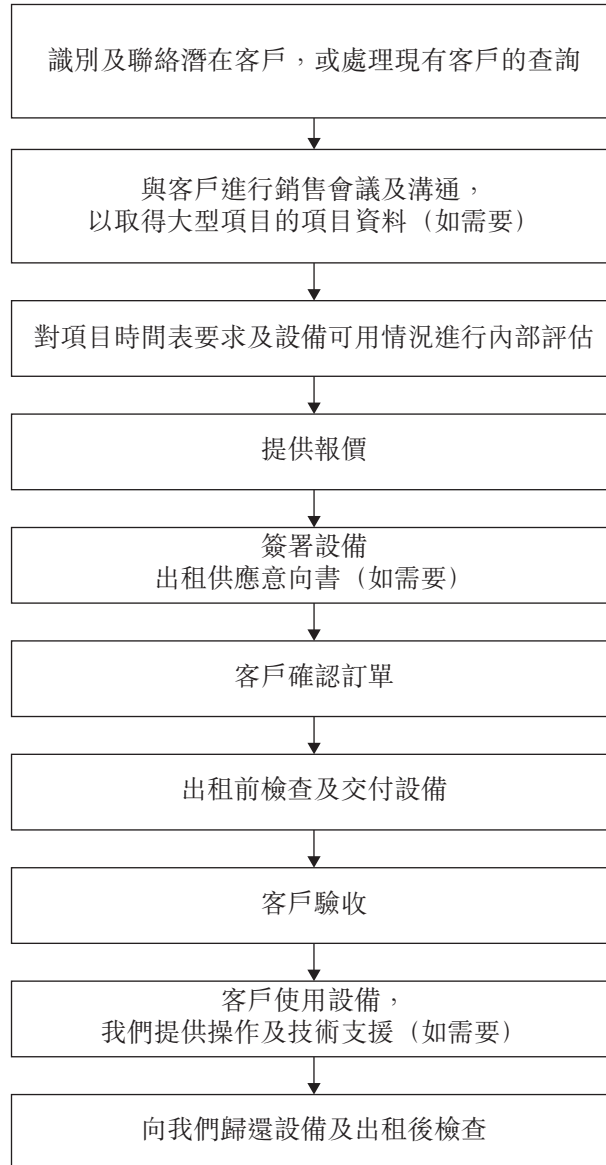 識別及聯絡潛在客戶，或處理現有客戶的查詢
與客戶進行銷售會議及溝通，
以取得大型項目的項目資料（如需要）
對項目時間表要求及設備可用情況進行內部評估
提供報價
簽署設備
出租供應意向書（如需要）
客戶確認訂單
出租前檢查及交付設備
客戶驗收
客戶使用設備，
我們提供操作及技術支援（如需要）
向我們歸還設備及出租後檢查